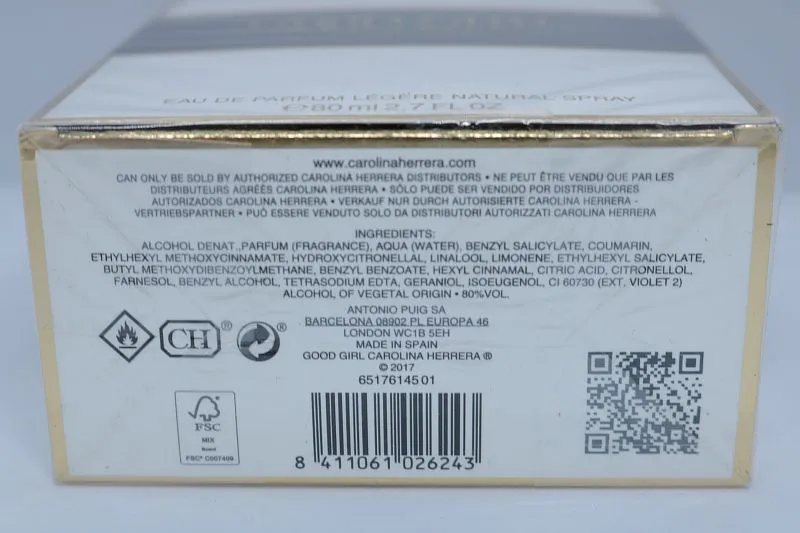 EAU DE PARFUM LÉGÈRE NATURAL SPRAY
℮80 ml 2.7 FL OZ
www.carolinaherrera.com
CAN ONLY BE SOLD BY AUTHORIZED CAROLINA HERRERA DISTRIBUTORS • NE PEUT ÊTRE VENDU QUE PAR LES
DISTRIBUTEURS AGRÉÉS CAROLINA HERRERA • SÓLO PUEDE SER VENDIDO POR DISTRIBUIDORES
AUTORIZADOS CAROLINA HERRERA • VERKAUF NUR DURCH AUTORISIERTE CAROLINA HERRERA -
VERTRIEBSPARTNER • PUÒ ESSERE VENDUTO SOLO DA DISTRIBUTORI AUTORIZZATI CAROLINA HERRERA
INGREDIENTS:
ALCOHOL DENAT.,PARFUM (FRAGRANCE), AQUA (WATER), BENZYL SALICYLATE, COUMARIN,
ETHYLHEXYL METHOXYCINNAMATE, HYDROXYCITRONELLAL, LINALOOL, LIMONENE, ETHYLHEXYL SALICYLATE,
BUTYL METHOXYDIBENZOYLMETHANE, BENZYL BENZOATE, HEXYL CINNAMAL, CITRIC ACID, CITRONELLOL,
FARNESOL, BENZYL ALCOHOL, TETRASODIUM EDTA, GERANIOL, ISOEUGENOL, CI 60730 (EXT. VIOLET 2)
ALCOHOL OF VEGETAL ORIGIN • 80%VOL.
ANTONIO PUIG SA
BARCELONA 08902 PL EUROPA 46
LONDON WC1B 5EH
MADE IN SPAIN
GOOD GIRL CAROLINA HERRERA ®
© 2017
6517614501
CH®
®
FSC
MIX
Board
FSC® C007409
8 411061 026243